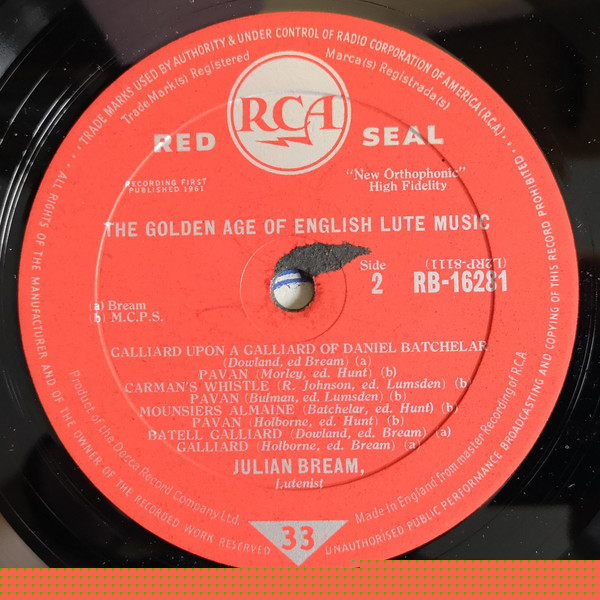 ···· TRADE MARKS USED BY AUTHORITY & UNDER CONTROL OF RADIO CORPORATION OF AMERICA (RCA) ····
TradeMark(s) Registered
Marca(s) Registrada(s)
RCA
RED SEAL
RECORDING FIRST
PUBLISHED 1961
"New Orthophonic"
High Fidelity
THE GOLDEN AGE OF ENGLISH LUTE MUSIC
Side
2
(L2RP-8111)
RB-16281
(a) Bream
(b) M.C.P.S.
GALLIARD UPON A GALLIARD OF DANIEL BATCHELAR
(Dowland, ed Bream) (a)
PAVAN (Morley, ed. Hunt) (b)
CARMAN'S WHISTLE (R. Johnson, ed. Lumsden) (b)
PAVAN (Bulman, ed. Lumsden) (b)
MOUNSIERS ALMAINE (Batchelar, ed. Hunt) (b)
PAVAN (Holborne, ed. Hunt) (b)
BATELL GALLIARD (Dowland, ed. Bream) (a)
GALLIARD (Holborne, ed. Bream) (a)
JULIAN BREAM,
Lutenist
Product of the Decca Record Company Ltd.
Made in England from master Recording of RCA
33
ALL RIGHTS OF THE MANUFACTURER AND OF THE OWNER OF THE RECORDED WORK RESERVED
UNAUTHORISED PUBLIC PERFORMANCE BROADCASTING AND COPYING OF THIS RECORD PROHIBITED